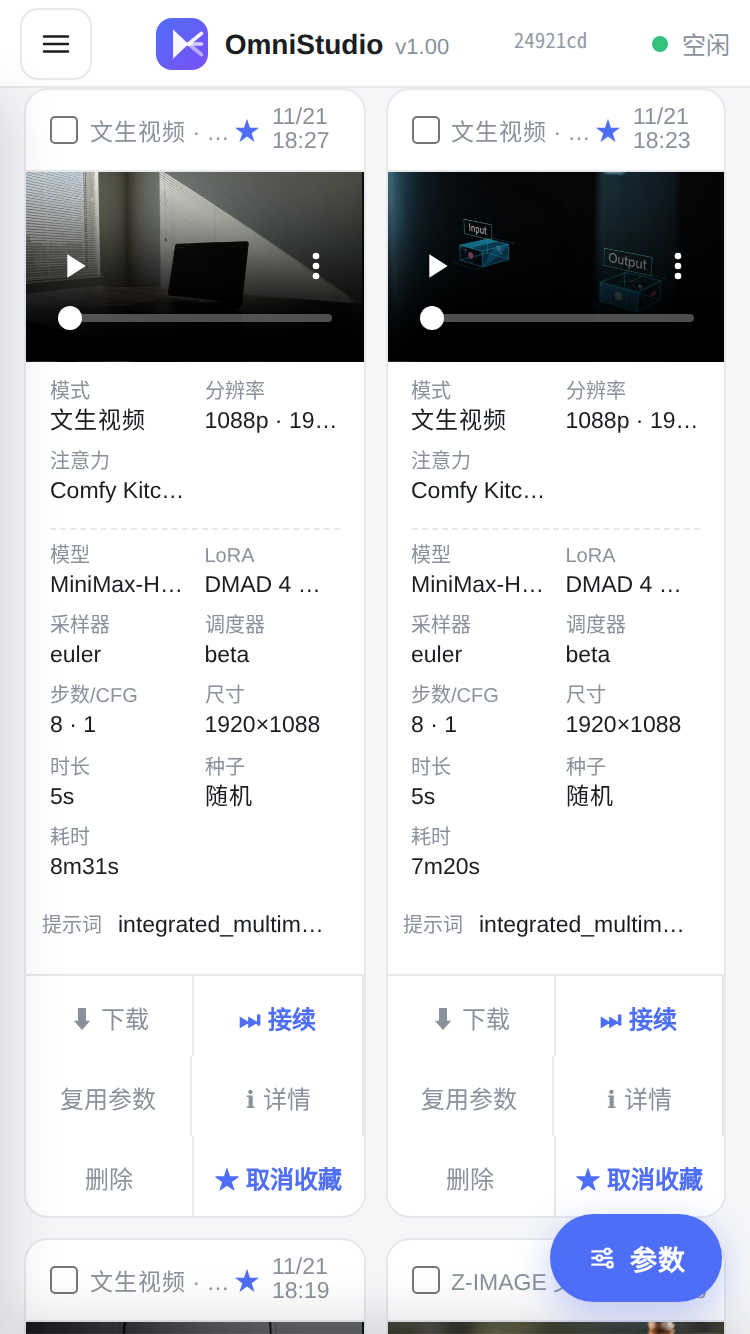 OmniStudio v1.00 24921cd 空闲
文生视频 · … ★ 11/21 18:27
文生视频 · … ★ 11/21 18:23
Input
Output
模式 分辨率
文生视频 1088p · 19…
注意力
Comfy Kitc…
模型 LoRA
MiniMax-H… DMAD 4 …
采样器 调度器
euler beta
步数/CFG 尺寸
8 · 1 1920×1088
时长 种子
5s 随机
耗时
8m31s
提示词 integrated_multim…
下载 接续
复用参数 详情
删除 ★ 取消收藏
模式 分辨率
文生视频 1088p · 19…
注意力
Comfy Kitc…
模型 LoRA
MiniMax-H… DMAD 4 …
采样器 调度器
euler beta
步数/CFG 尺寸
8 · 1 1920×1088
时长 种子
5s 随机
耗时
7m20s
提示词 integrated_multim…
下载 接续
复用参数 详情
删除 ★ 取消收藏
文生视频 · … ★ 11/21 18:19
Z-IMAGE
参数